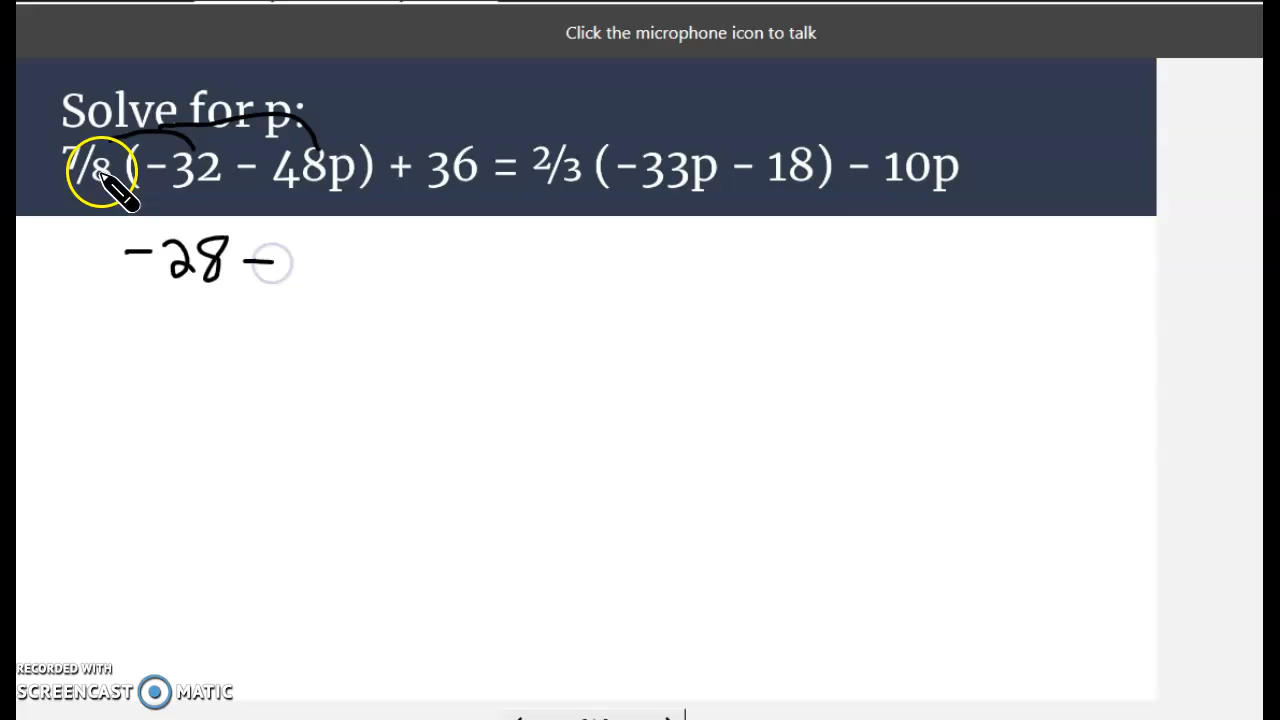 Click the microphone icon to talk
Solve for p:
7/8 (-32 - 48p) + 36 = 2/3 (-33p - 18) - 10p
-28 -
RECORDED WITH
SCREENCAST MATIC